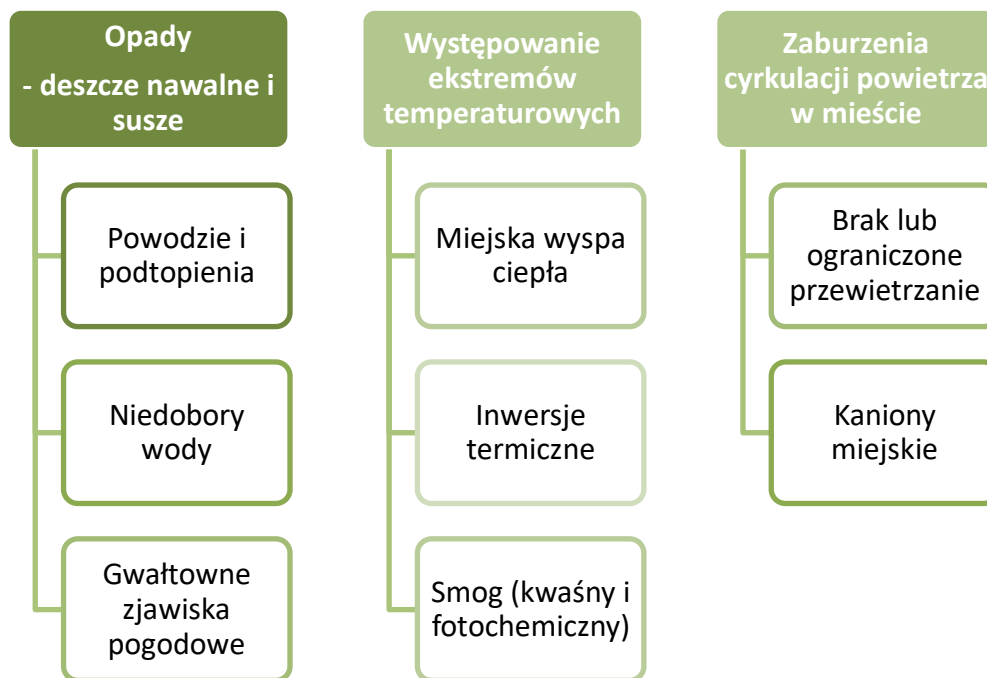 Opady
- deszcze nawalne i
susze
Powodzie i
podtopienia
Niedobory
wody
Gwałtowne
zjawiska
pogodowe
Występowanie
ekstremów
temperaturowych
Miejska wyspa
ciepła
Inwersje
termiczne
Smog (kwaśny i
fotochemiczny)
Zaburzenia
cyrkulacji powietrza
w mieście
Brak lub
ograniczone
przewietrzanie
Kaniony
miejskie